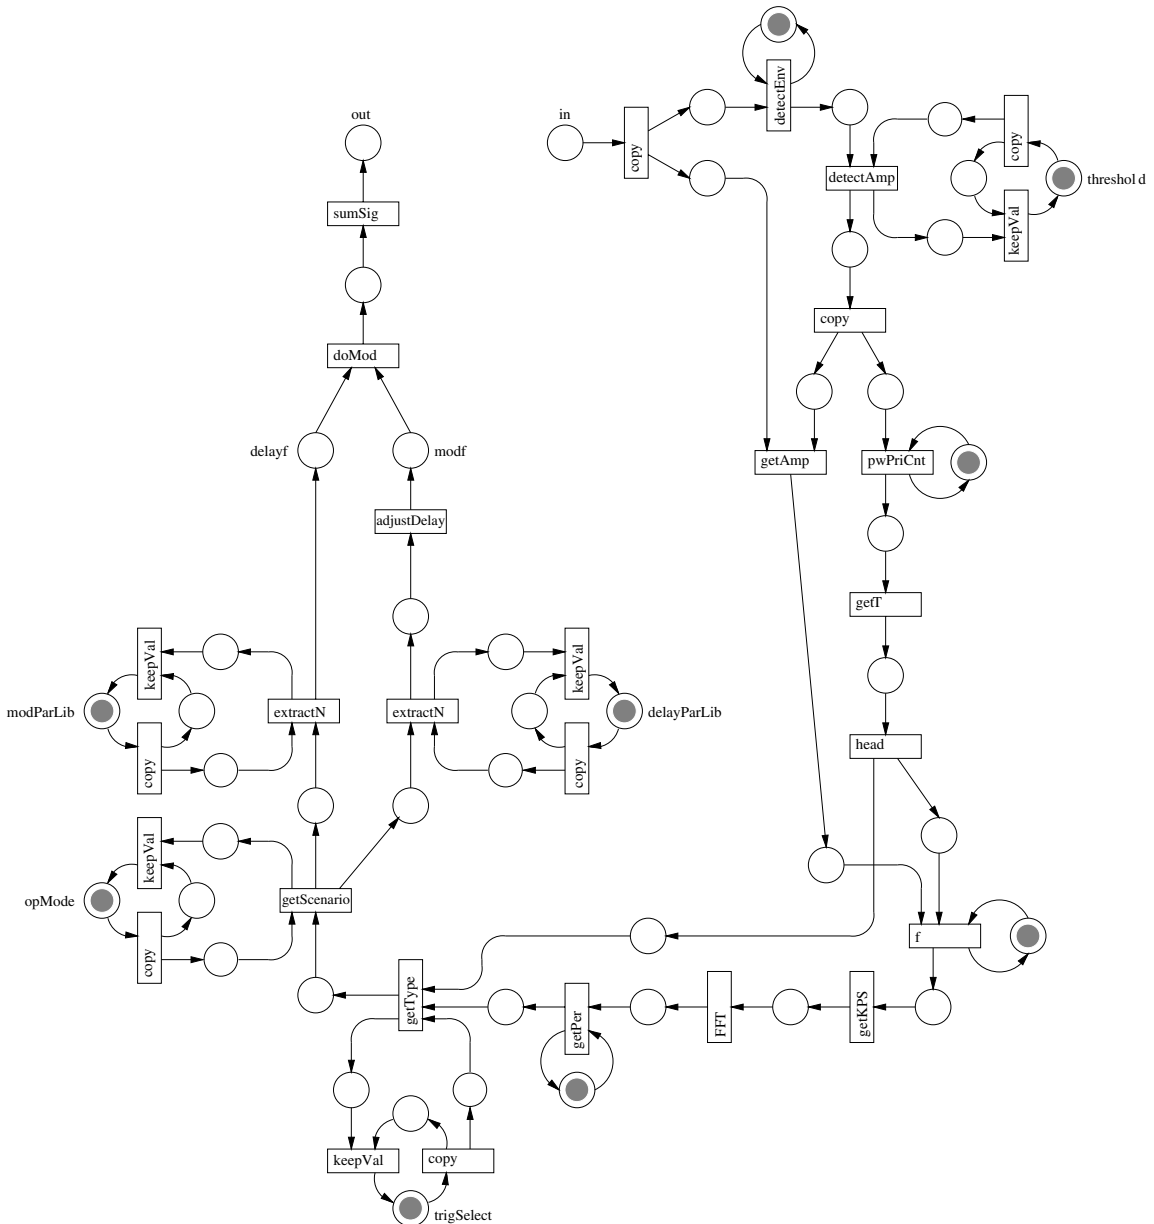 detectEnv
out
in
copy
copy
detectAmp
threshol d
keepVal
sumSig
copy
doMod
delayf
modf
getAmp
pwPriCnt
adjustDelay
getT
keepVal
keepVal
modParLib
extractN
extractN
delayParLib
copy
copy
head
keepVal
opMode
getScenario
copy
f
getType
getPer
FFT
getKPS
keepVal
copy
trigSelect